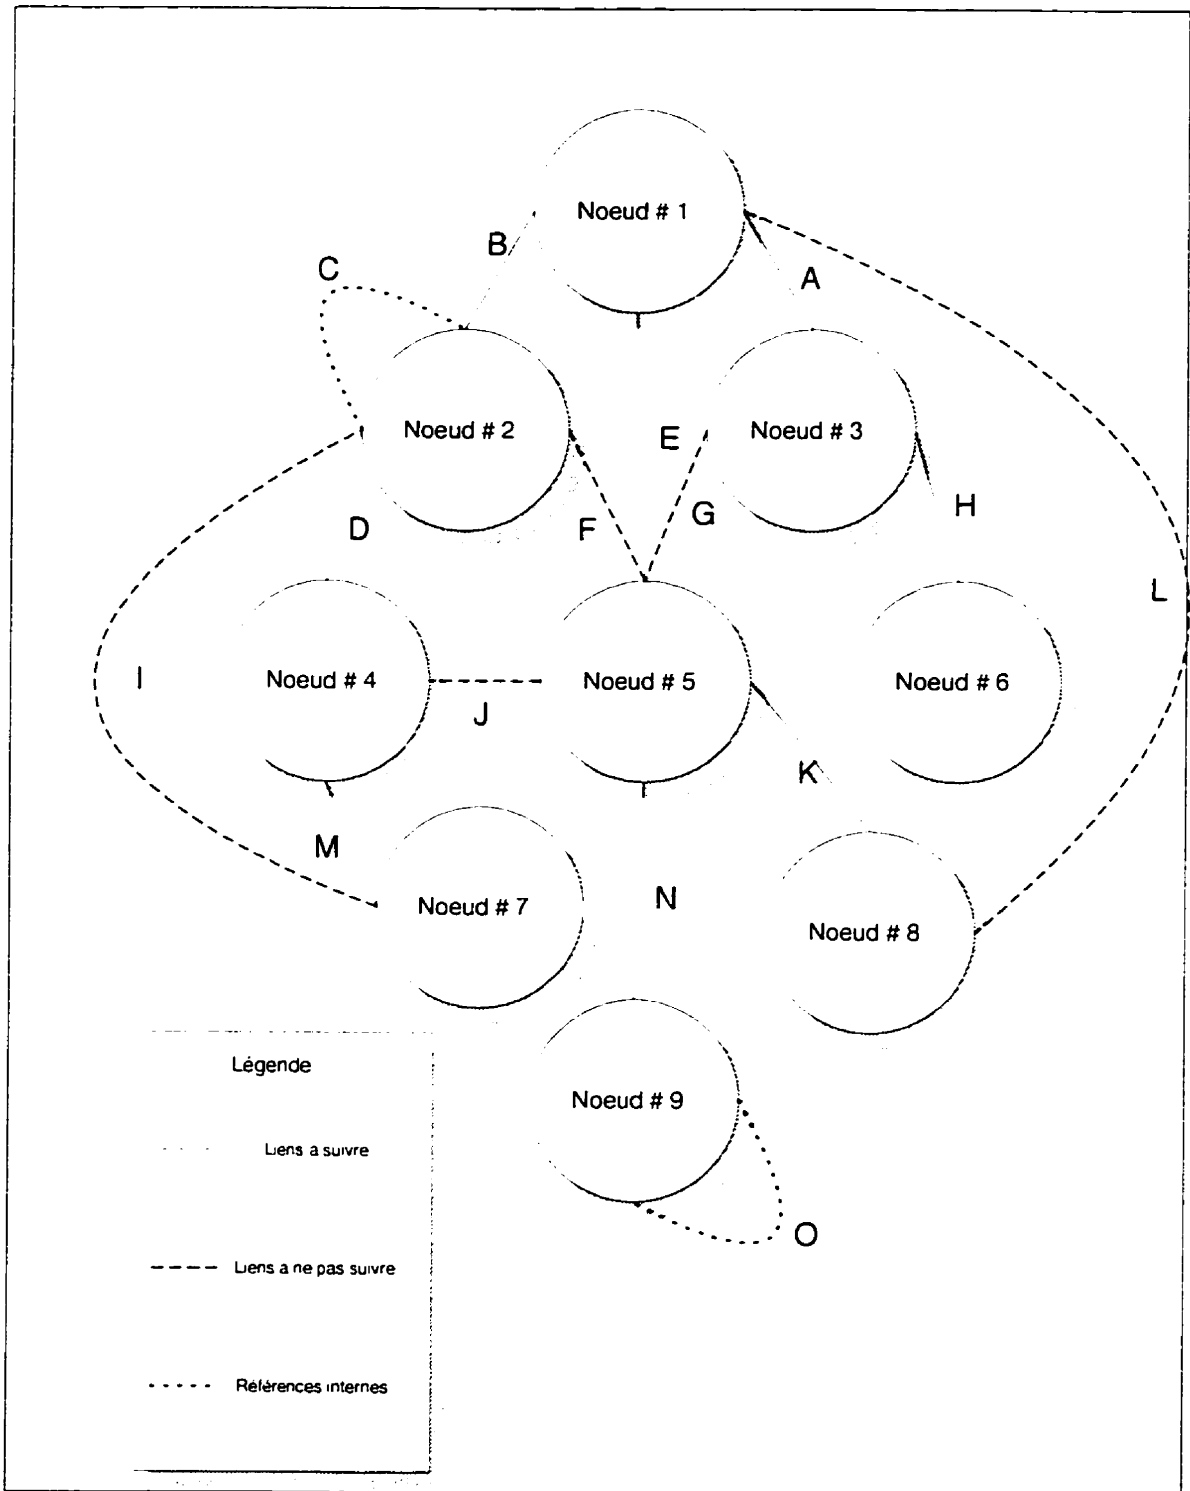 Noeud # 1
B
A
C
Noeud # 2
E
Noeud # 3
D
F
G
H
L
I
Noeud # 4
J
Noeud # 5
Noeud # 6
K
M
Noeud # 7
N
Noeud # 8
Légende
Noeud # 9
Liens a suivre
O
Liens a ne pas suivre
Références internes